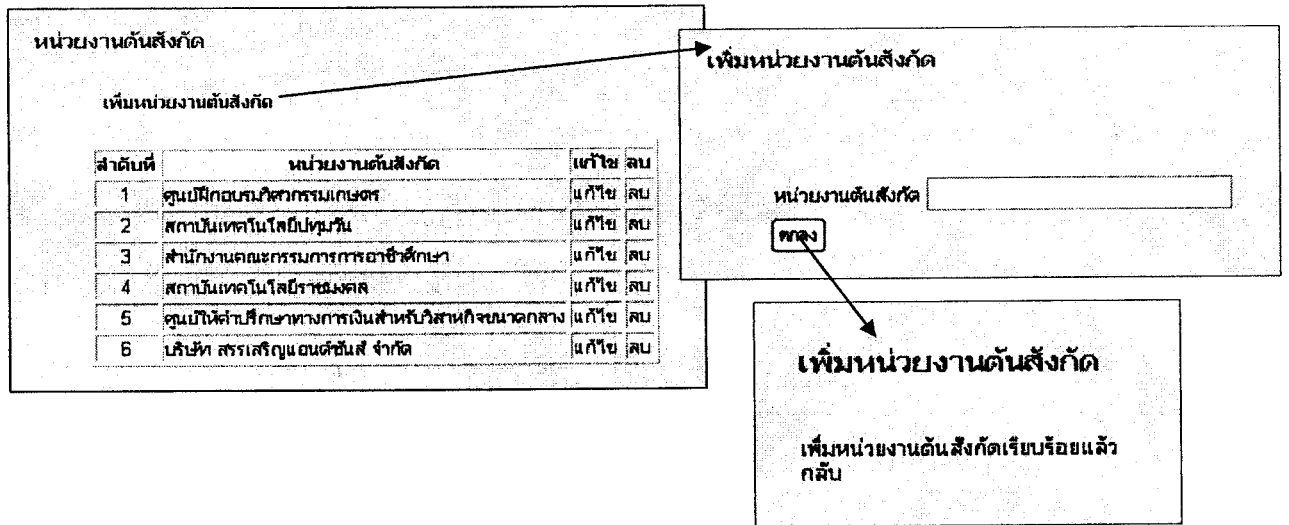 หน่วยงานต้นสังกัด
เพิ่มหน่วยงานต้นสังกัด
ลำดับที่ หน่วยงานต้นสังกัด แก้ไข ลบ
1 ศูนย์ฝึกอบรมวิศวกรรมเกษตร แก้ไข ลบ
2 สถาบันเทคโนโลยีปทุมวัน แก้ไข ลบ
3 สำนักงานคณะกรรมการการอาชีวศึกษา แก้ไข ลบ
4 สถาบันเทคโนโลยีราชมงคล แก้ไข ลบ
5 ศูนย์ให้คำปรึกษาทางการเงินสำหรับวิสาหกิจขนาดกลาง แก้ไข ลบ
6 บริษัท สรรเสริญแอนด์ซันส์ จำกัด แก้ไข ลบ
เพิ่มหน่วยงานต้นสังกัด
หน่วยงานต้นสังกัด
ตกลง
เพิ่มหน่วยงานต้นสังกัด
เพิ่มหน่วยงานต้นสังกัดเรียบร้อยแล้ว
กลับ